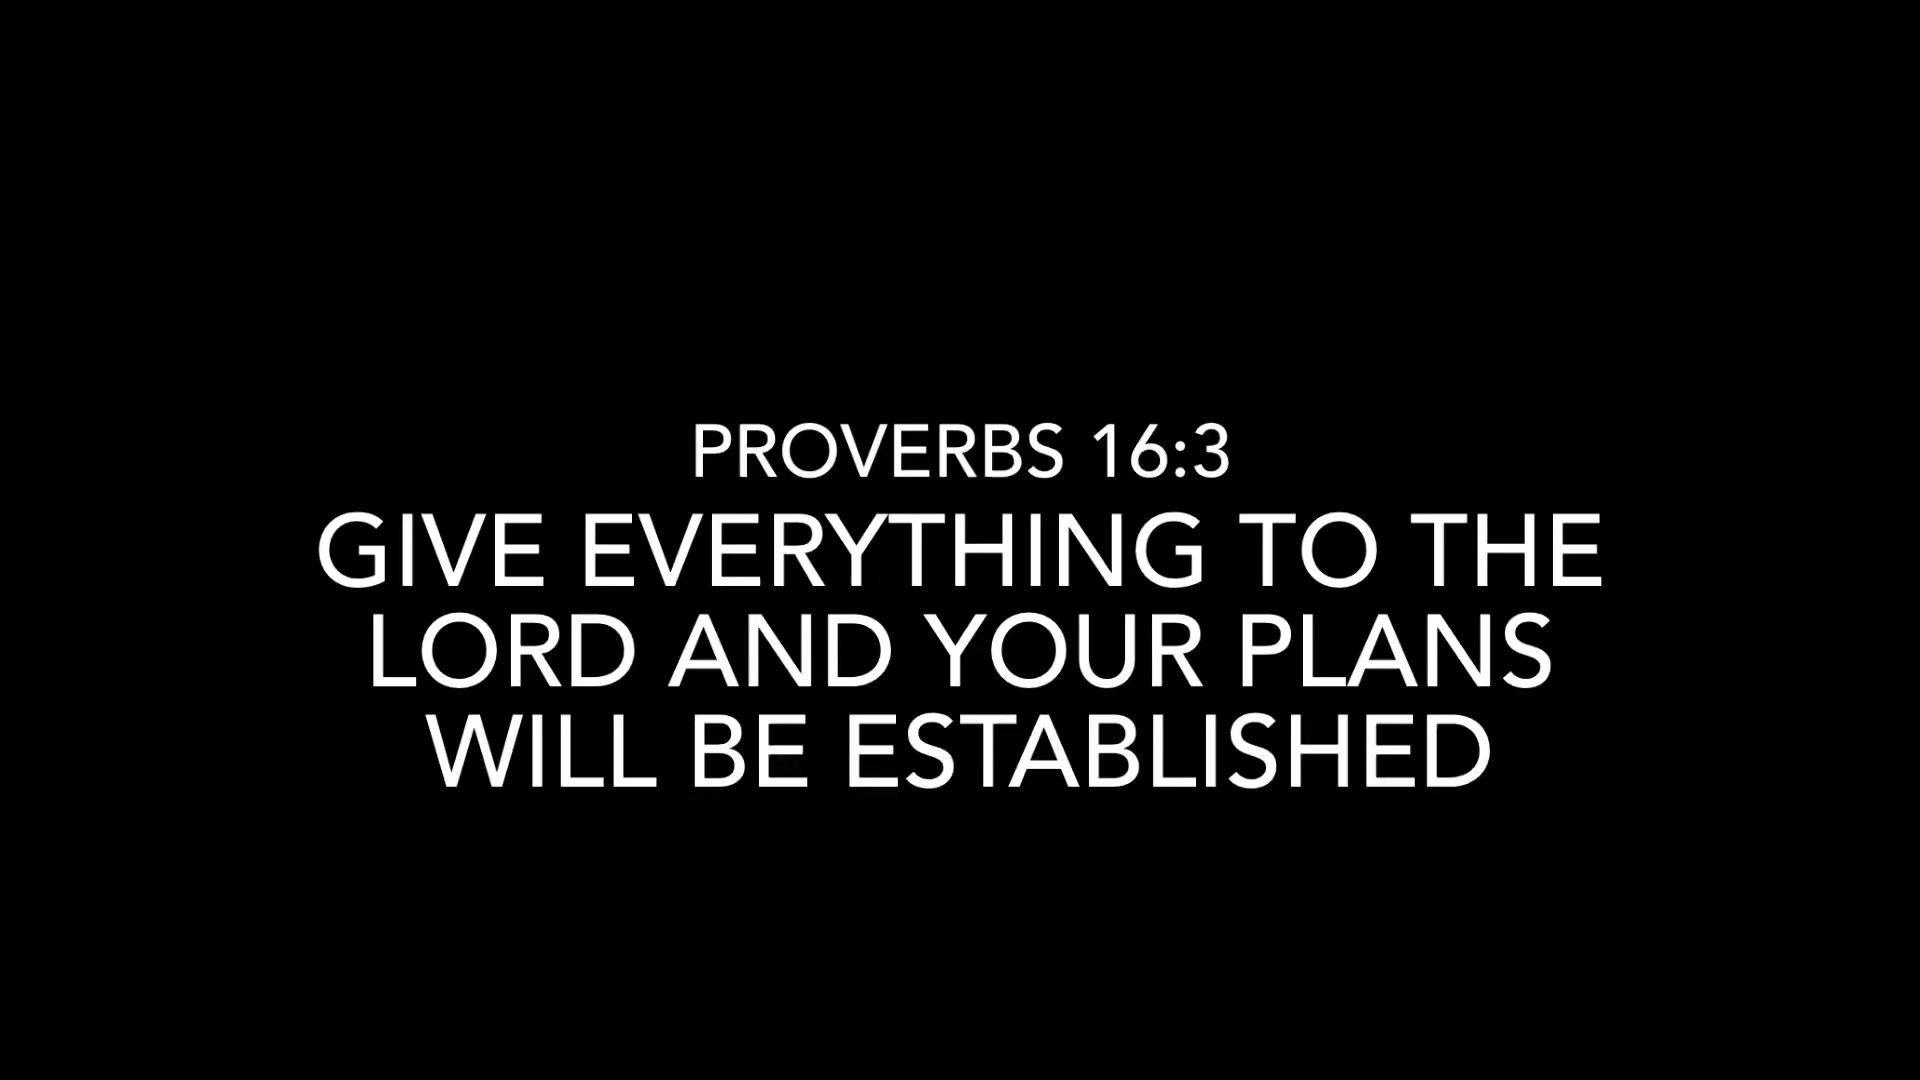 PROVERBS 16:3
GIVE EVERYTHING TO THE
LORD AND YOUR PLANS
WILL BE ESTABLISHED